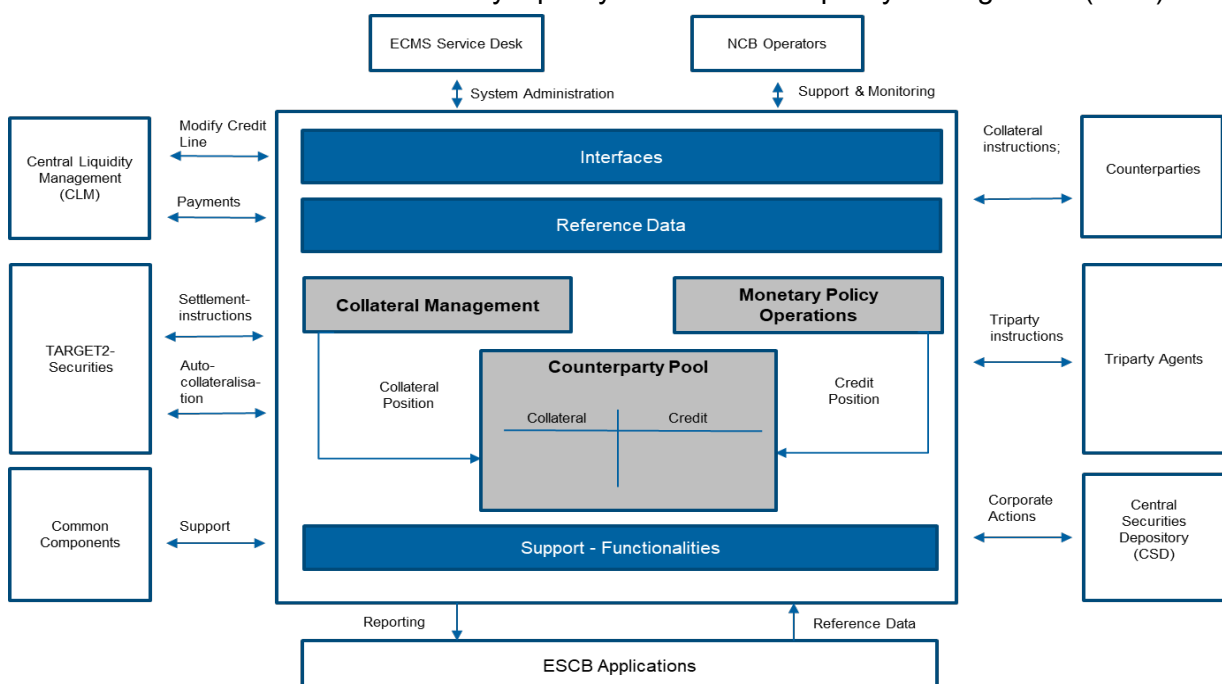 ECMS Service Desk
NCB Operators
System Administration
Support & Monitoring
Modify Credit
Line
Central Liquidity
Management
(CLM)
Payments
Interfaces
Reference Data
Collateral
instructions;
Counterparties
Settlement-
instructions
TARGET2-
Securities
Auto-
collateralisa-
tion
Collateral Management
Monetary Policy
Operations
Counterparty Pool
Collateral
Position
Collateral
Credit
Credit
Position
Triparty
instructions
Triparty Agents
Common
Components
Support
Support - Functionalities
Corporate
Actions
Central
Securities
Depository
(CSD)
Reporting
Reference Data
ESCB Applications